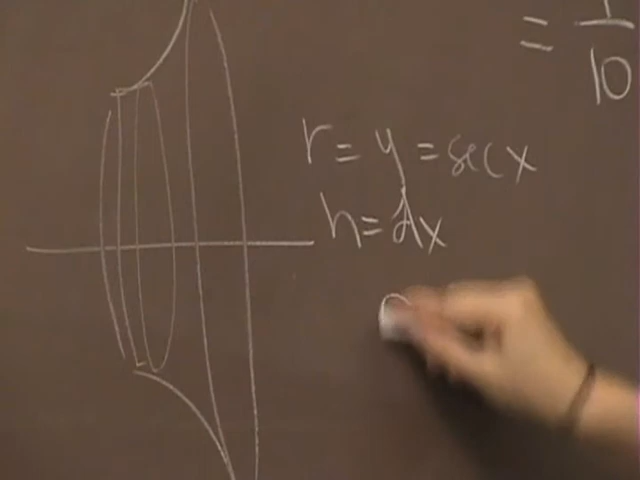 = 1/10
r = y = sec x
h = dx